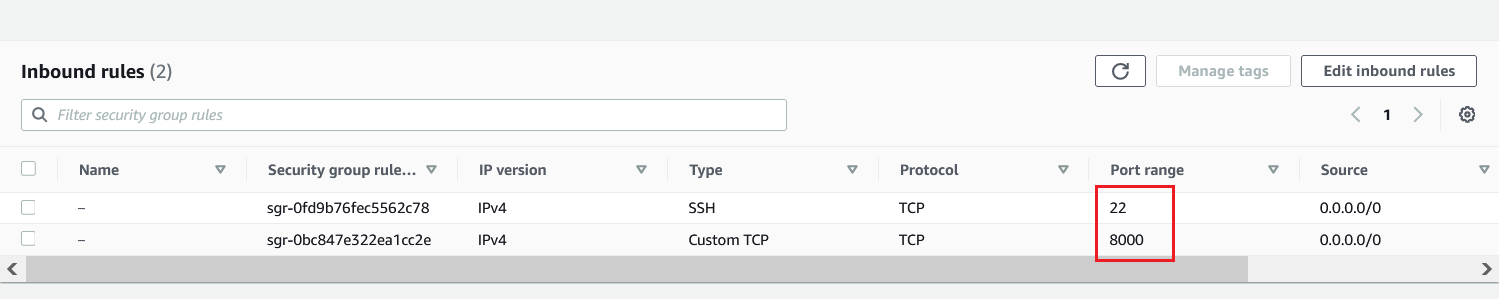 Inbound rules (2)
Manage tags
Edit inbound rules
Filter security group rules
1
Name Security group rule... IP version Type Protocol Port range Source
– sgr-0fd9b76fec5562c78 IPv4 SSH TCP 22 0.0.0.0/0
– sgr-0bc847e322ea1cc2e IPv4 Custom TCP TCP 8000 0.0.0.0/0